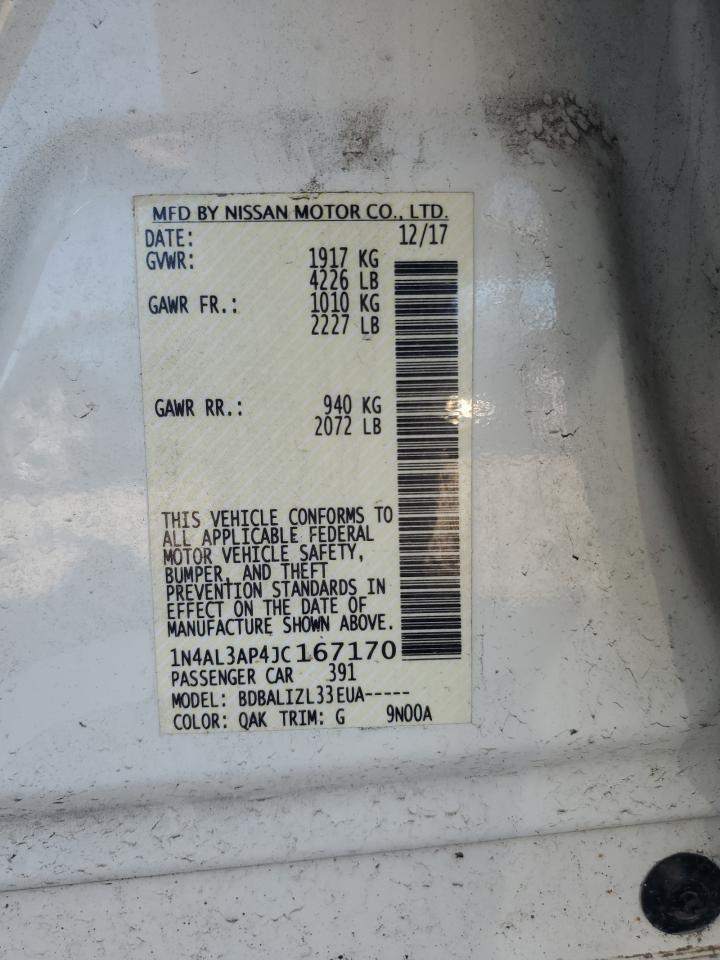 MFD BY NISSAN MOTOR CO., LTD.
DATE: 12/17
GVWR: 1917 KG
4226 LB
GAWR FR.: 1010 KG
2227 LB
GAWR RR.: 940 KG
2072 LB
THIS VEHICLE CONFORMS TO
ALL APPLICABLE FEDERAL
MOTOR VEHICLE SAFETY,
BUMPER, AND THEFT
PREVENTION STANDARDS IN
EFFECT ON THE DATE OF
MANUFACTURE SHOWN ABOVE.
1N4AL3AP4JC167170
PASSENGER CAR 391
MODEL: BDBALIZL33EUA-----
COLOR: QAK TRIM: G 9N00A